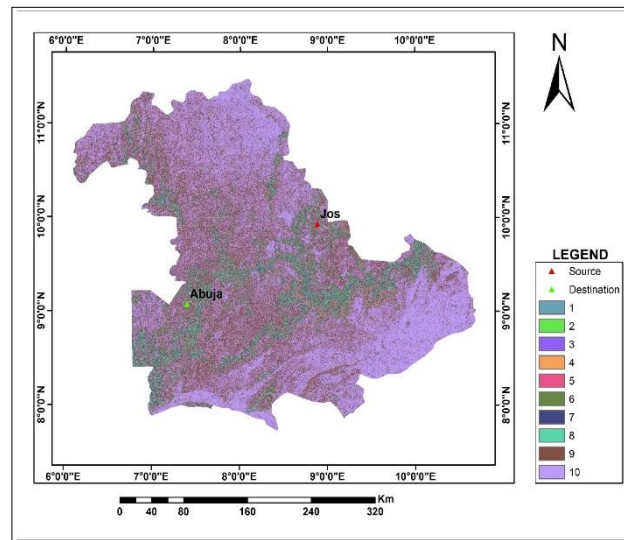 6°0'0"E 7°0'0"E 8°0'0"E 9°0'0"E 10°0'0"E
N
11°0'0"N 11°0'0"N
10°0'0"N 10°0'0"N
Jos
9°0'0"N 9°0'0"N
Abuja
8°0'0"N 8°0'0"N
6°0'0"E 7°0'0"E 8°0'0"E 9°0'0"E 10°0'0"E
LEGEND
Source
Destination
1
2
3
4
5
6
7
8
9
10
Km
0 40 80 160 240 320